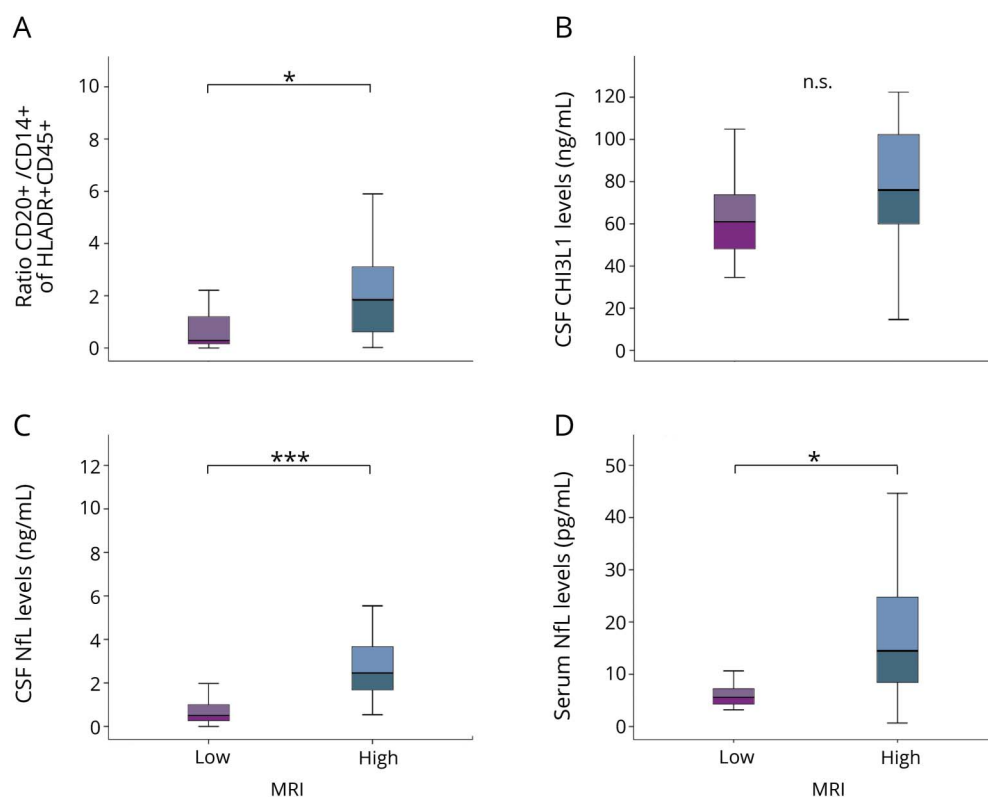 A
Ratio CD20+ /CD14+
of HLADR+CD45+
10
8
6
4
2
0
*
B
CSF CHI3L1 levels (ng/mL)
120
100
80
60
40
20
0
n.s.
C
CSF NfL levels (ng/mL)
12
10
8
6
4
2
0
***
Low
High
MRI
D
Serum NfL levels (pg/mL)
50
40
30
20
10
0
*
Low
High
MRI